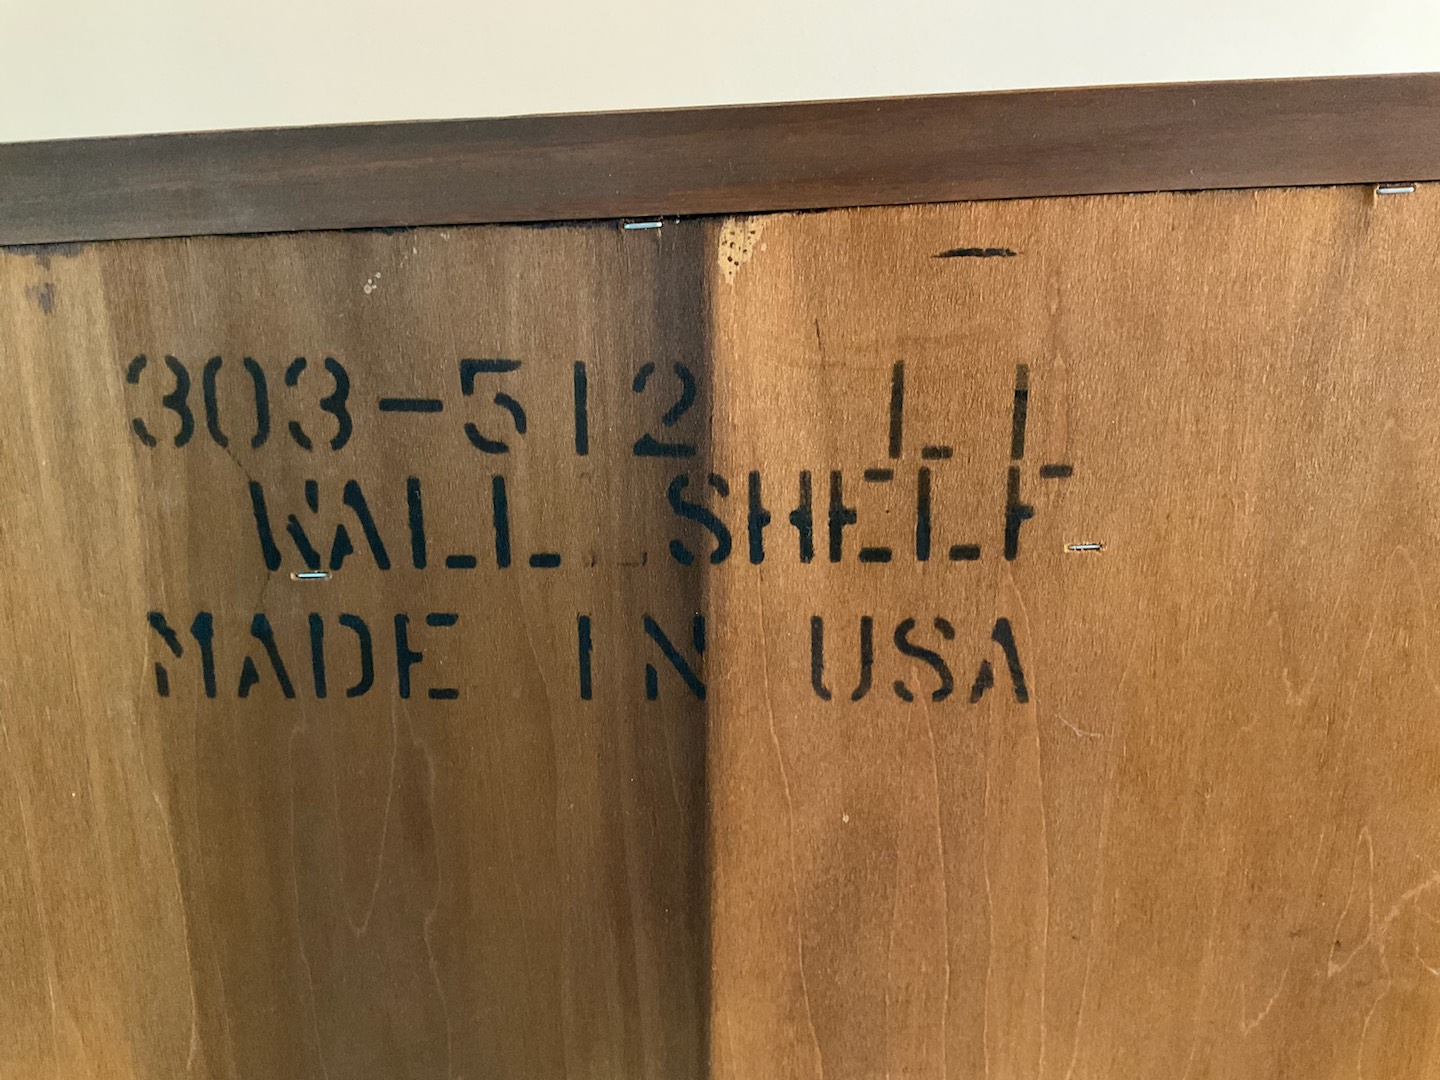 303-512
WALL SHELF
MADE IN USA